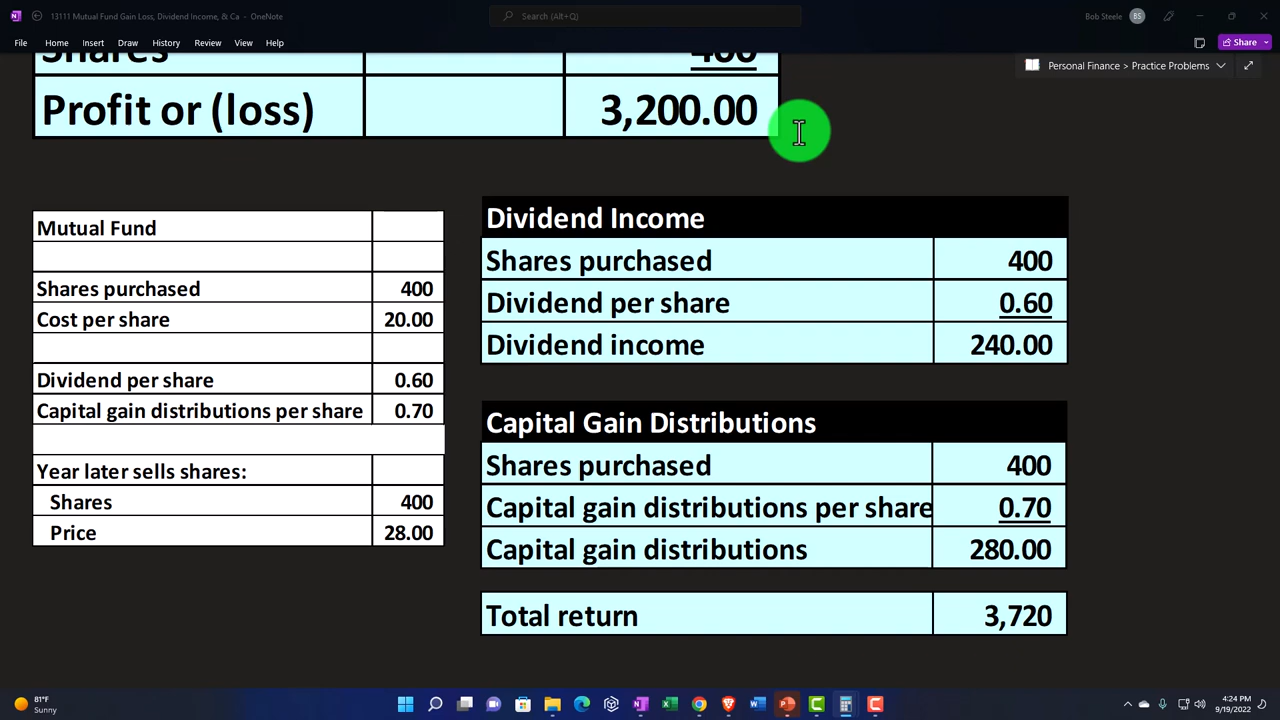 13111 Mutual Fund Gain Loss, Dividend Income, & Ca - OneNote
Search (Alt+Q)
Bob Steele
BS
File Home Insert Draw History Review View Help
Share
Personal Finance > Practice Problems
Shares 400
Profit or (loss) 3,200.00
Mutual Fund
Shares purchased 400
Cost per share 20.00
Dividend per share 0.60
Capital gain distributions per share 0.70
Year later sells shares:
Shares 400
Price 28.00
Dividend Income
Shares purchased 400
Dividend per share 0.60
Dividend income 240.00
Capital Gain Distributions
Shares purchased 400
Capital gain distributions per share 0.70
Capital gain distributions 280.00
Total return 3,720
81°F
Sunny
4:24 PM
9/19/2022